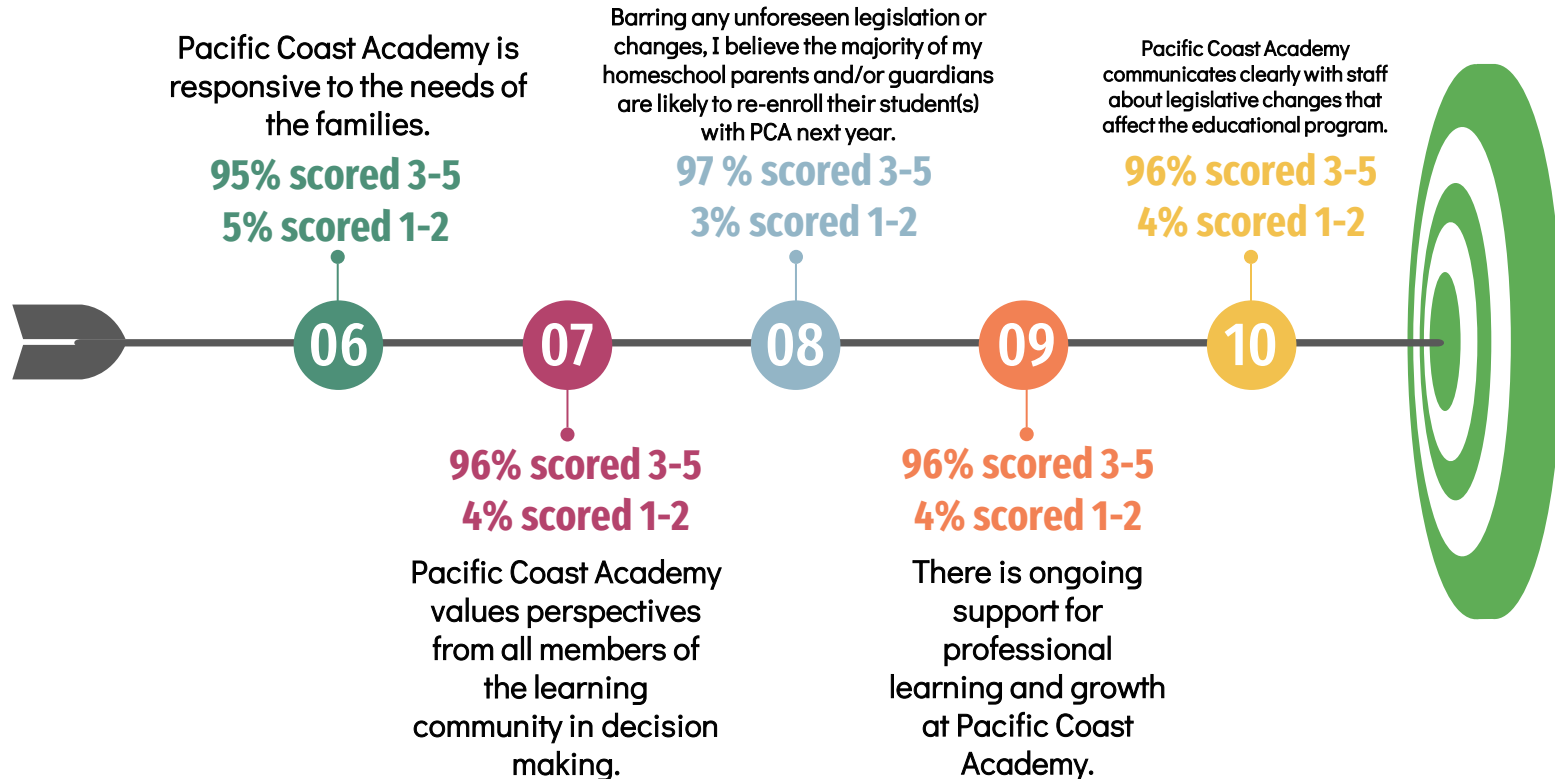 Pacific Coast Academy is
responsive to the needs of
the families.
95% scored 3-5
5% scored 1-2
06
07
96% scored 3-5
4% scored 1-2
Pacific Coast Academy
values perspectives
from all members of
the learning
community in decision
making.
Barring any unforeseen legislation or
changes, I believe the majority of my
homeschool parents and/or guardians
are likely to re-enroll their student(s)
with PCA next year.
97 % scored 3-5
3% scored 1-2
08
09
96% scored 3-5
4% scored 1-2
There is ongoing
support for
professional
learning and growth
at Pacific Coast
Academy.
Pacific Coast Academy
communicates clearly with staff
about legislative changes that
affect the educational program.
96% scored 3-5
4% scored 1-2
10